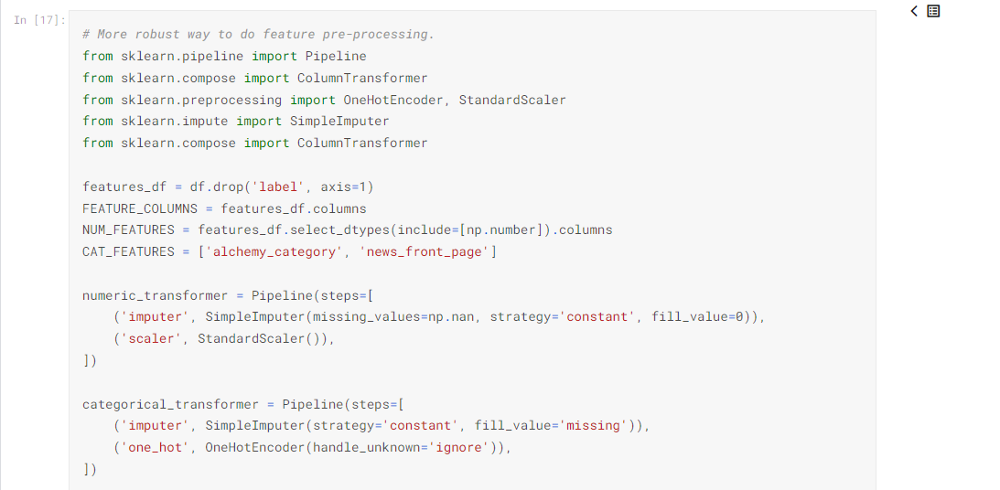 In [17]:
# More robust way to do feature pre-processing.
from sklearn.pipeline import Pipeline
from sklearn.compose import ColumnTransformer
from sklearn.preprocessing import OneHotEncoder, StandardScaler
from sklearn.impute import SimpleImputer
from sklearn.compose import ColumnTransformer

features_df = df.drop('label', axis=1)
FEATURE_COLUMNS = features_df.columns
NUM_FEATURES = features_df.select_dtypes(include=[np.number]).columns
CAT_FEATURES = ['alchemy_category', 'news_front_page']

numeric_transformer = Pipeline(steps=[
    ('imputer', SimpleImputer(missing_values=np.nan, strategy='constant', fill_value=0)),
    ('scaler', StandardScaler()),
])

categorical_transformer = Pipeline(steps=[
    ('imputer', SimpleImputer(strategy='constant', fill_value='missing')),
    ('one_hot', OneHotEncoder(handle_unknown='ignore')),
])